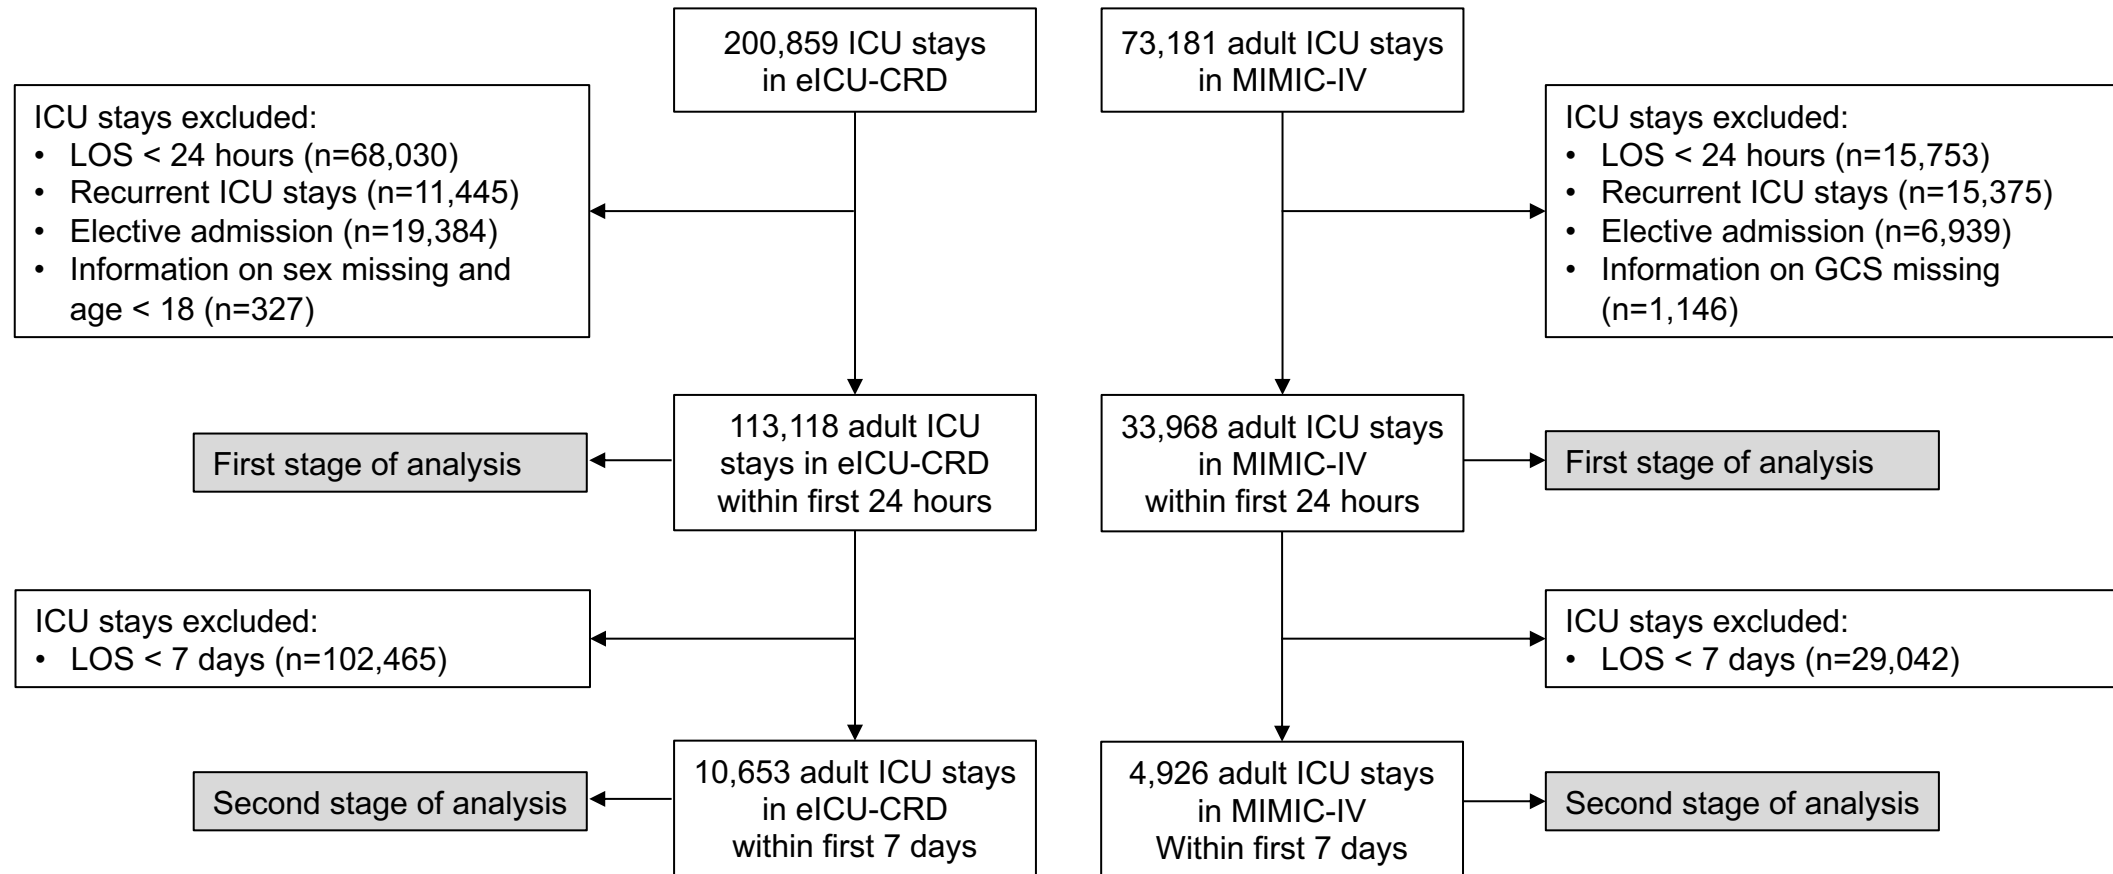 200,859 ICU stays
in eICU-CRD
73,181 adult ICU stays
in MIMIC-IV
ICU stays excluded:
• LOS < 24 hours (n=68,030)
• Recurrent ICU stays (n=11,445)
• Elective admission (n=19,384)
• Information on sex missing and
age < 18 (n=327)
ICU stays excluded:
• LOS < 24 hours (n=15,753)
• Recurrent ICU stays (n=15,375)
• Elective admission (n=6,939)
• Information on GCS missing
(n=1,146)
First stage of analysis
113,118 adult ICU
stays in eICU-CRD
within first 24 hours
33,968 adult ICU stays
in MIMIC-IV
within first 24 hours
First stage of analysis
ICU stays excluded:
• LOS < 7 days (n=102,465)
ICU stays excluded:
• LOS < 7 days (n=29,042)
Second stage of analysis
10,653 adult ICU stays
in eICU-CRD
within first 7 days
4,926 adult ICU stays
in MIMIC-IV
Within first 7 days
Second stage of analysis